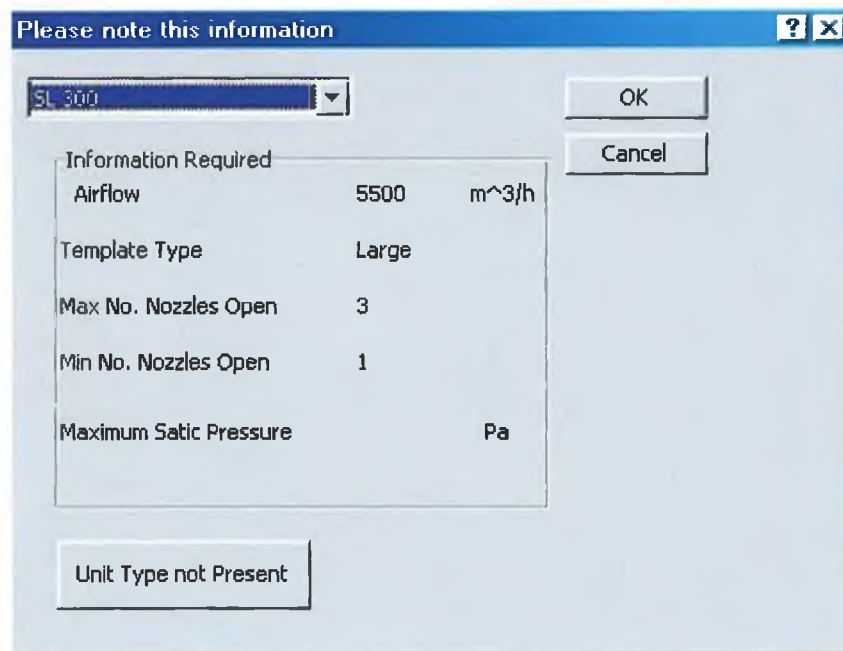 Please note this information
SL 300
OK
Cancel
Information Required
Airflow 5500 m^3/h
Template Type Large
Max No. Nozzles Open 3
Min No. Nozzles Open 1
Maximum Satic Pressure Pa
Unit Type not Present